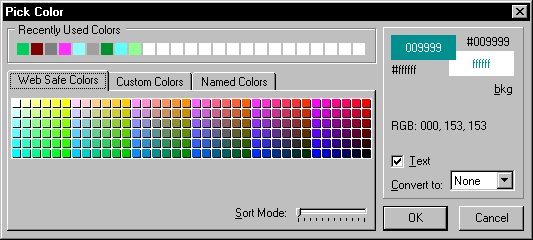 Pick Color
Recently Used Colors
009999 #009999
#ffffff ffffff
bkg
Web Safe Colors Custom Colors Named Colors
RGB: 000, 153, 153
Text
Convert to: None
Sort Mode:
OK Cancel